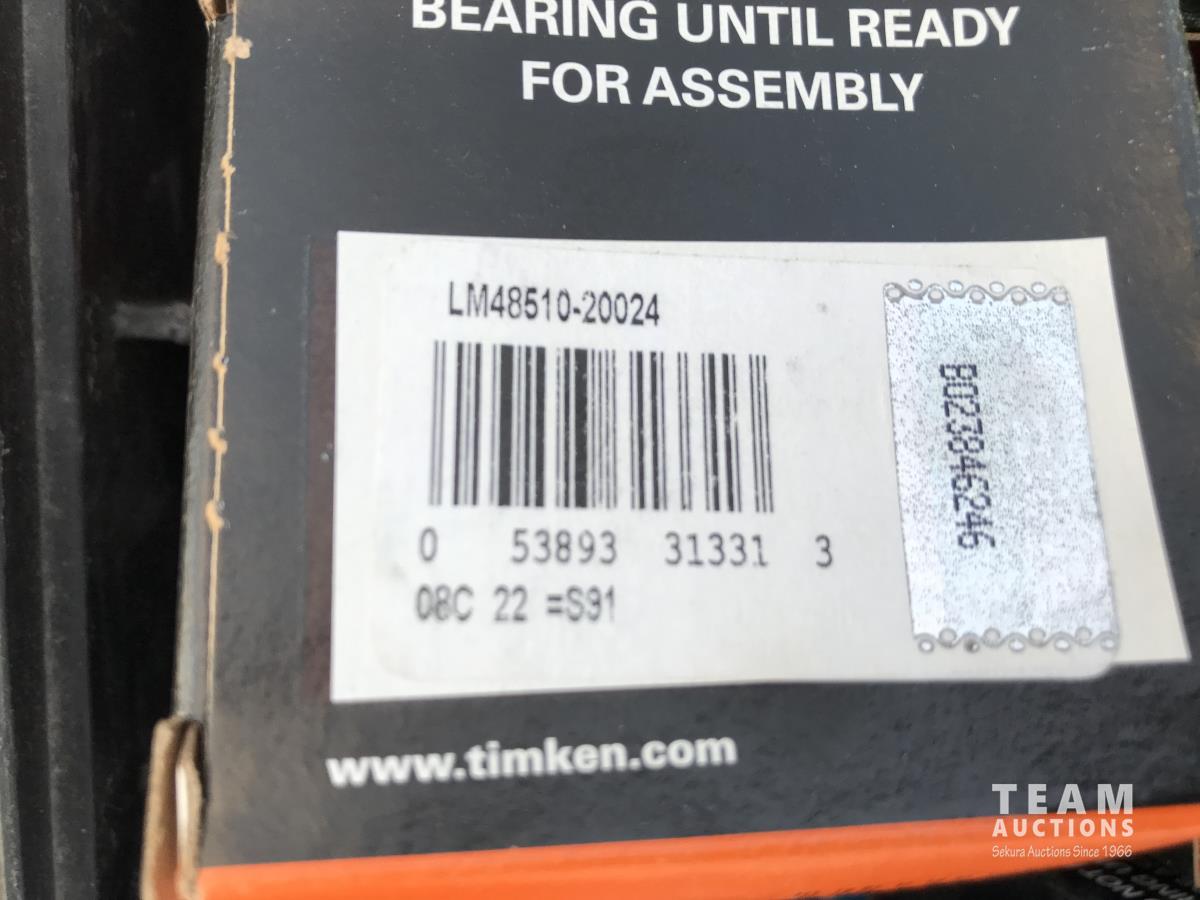 BEARING UNTIL READY
FOR ASSEMBLY
LM48510-20024
B023846246
0 53893 31331 3
08C 22 =S91
www.timken.com
TEAM
AUCTIONS
Sekura Auctions Since 1966